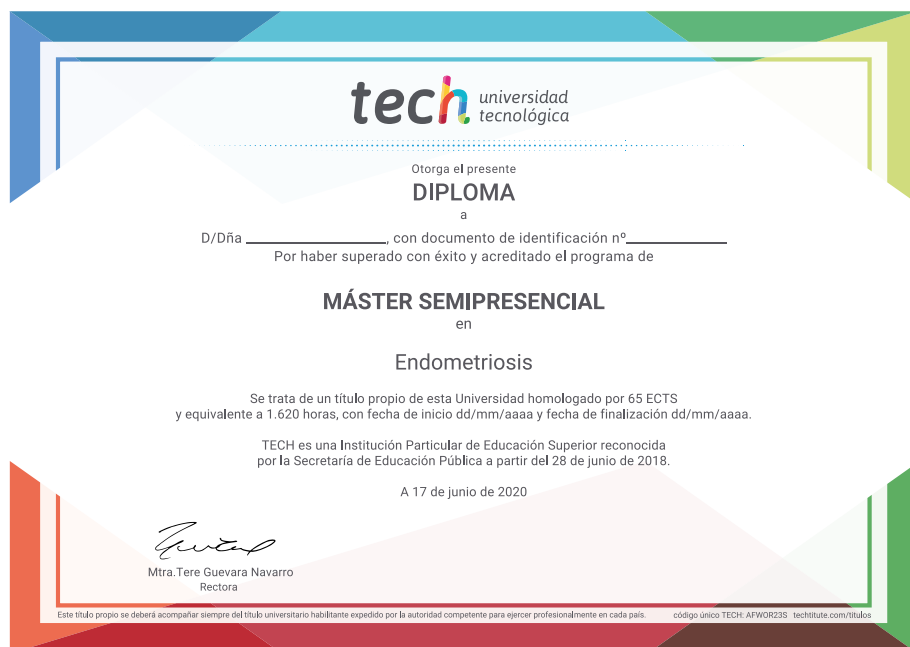 tech universidad
tecnológica
Otorga el presente
DIPLOMA
a
D/Dña ____________________, con documento de identificación nº______________
Por haber superado con éxito y acreditado el programa de
MÁSTER SEMIPRESENCIAL
en
Endometriosis
Se trata de un título propio de esta Universidad homologado por 65 ECTS
y equivalente a 1.620 horas, con fecha de inicio dd/mm/aaaa y fecha de finalización dd/mm/aaaa.
TECH es una Institución Particular de Educación Superior reconocida
por la Secretaría de Educación Pública a partir del 28 de junio de 2018.
A 17 de junio de 2020
Mtra.Tere Guevara Navarro
Rectora
Este título propio se deberá acompañar siempre del título universitario habilitante expedido por la autoridad competente para ejercer profesionalmente en cada país. código único TECH: AFWOR23S techtitute.com/titulos